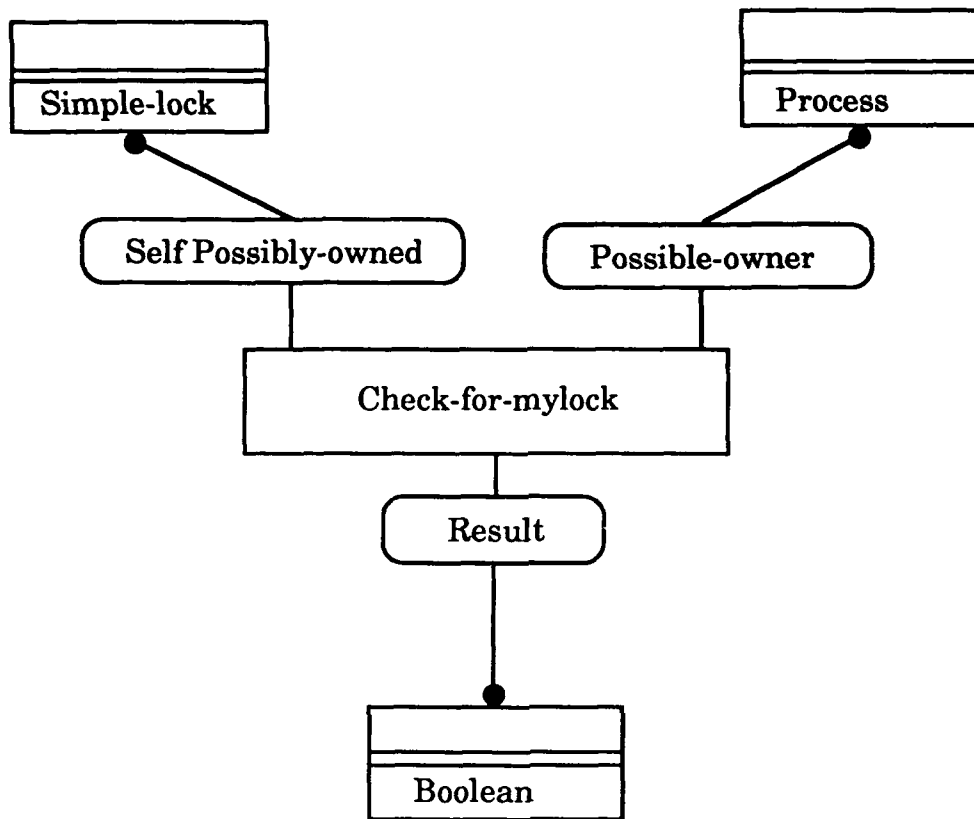 Simple-lock
Process
Self Possibly-owned
Possible-owner
Check-for-mylock
Result
Boolean